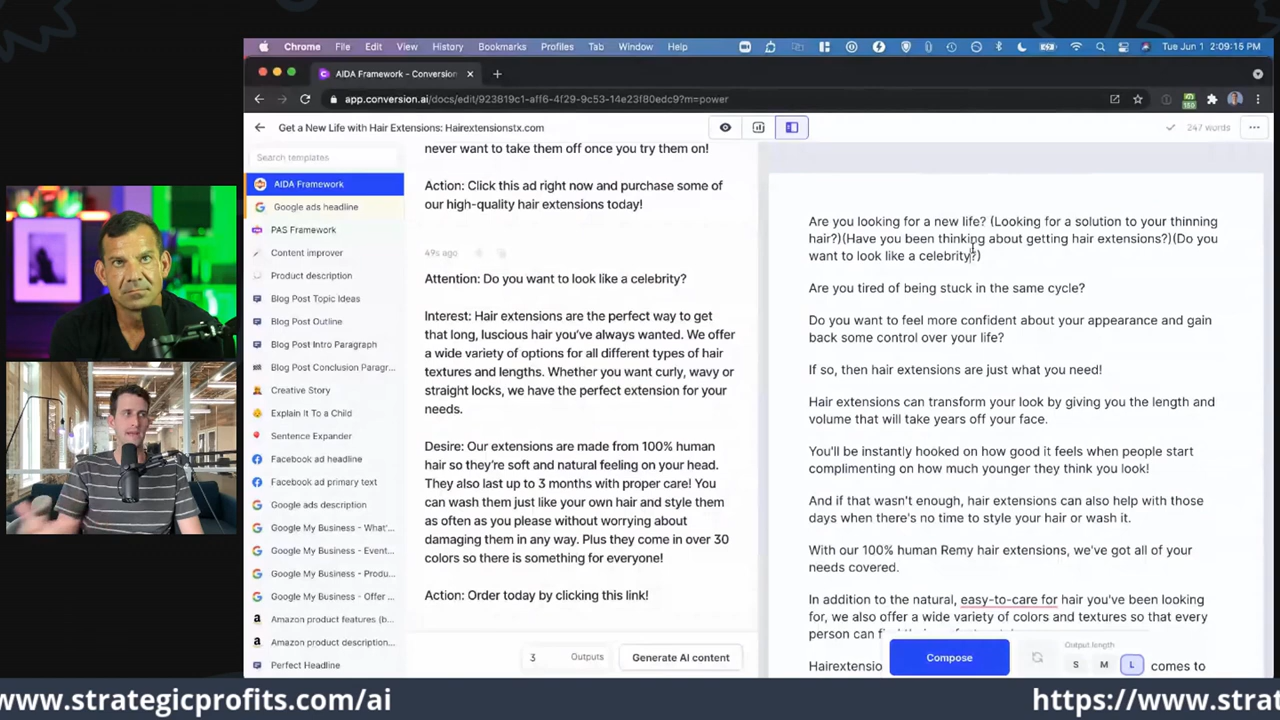 Chrome File Edit View History Bookmarks Profiles Tab Window Help
Tue Jun 1 2:09:15 PM
AIDA Framework - Conversion
app.conversion.ai/docs/edit/923819c1-aff6-4f29-9c53-14e23f80edc9?m=power
150
Get a New Life with Hair Extensions: Hairextensionstx.com
247 words
Search templates
AIDA Framework
Google ads headline
PAS Framework
Content improver
Product description
Blog Post Topic Ideas
Blog Post Outline
Blog Post Intro Paragraph
Blog Post Conclusion Paragr...
Creative Story
Explain It To a Child
Sentence Expander
Facebook ad headline
Facebook ad primary text
Google ads description
Google My Business - What'...
Google My Business - Event...
Google My Business - Produ...
Google My Business - Offer ...
Amazon product features (b...
Amazon product description...
Perfect Headline
never want to take them off once you try them on!
Action: Click this ad right now and purchase some of
our high-quality hair extensions today!
49s ago
Attention: Do you want to look like a celebrity?
Interest: Hair extensions are the perfect way to get
that long, luscious hair you've always wanted. We offer
a wide variety of options for all different types of hair
textures and lengths. Whether you want curly, wavy or
straight locks, we have the perfect extension for your
needs.
Desire: Our extensions are made from 100% human
hair so they're soft and natural feeling on your head.
They also last up to 3 months with proper care! You
can wash them just like your own hair and style them
as often as you please without worrying about
damaging them in any way. Plus they come in over 30
colors so there is something for everyone!
Action: Order today by clicking this link!
3 Outputs
Generate AI content
Are you looking for a new life? (Looking for a solution to your thinning
hair?)(Have you been thinking about getting hair extensions?)(Do you
want to look like a celebrity?)
Are you tired of being stuck in the same cycle?
Do you want to feel more confident about your appearance and gain
back some control over your life?
If so, then hair extensions are just what you need!
Hair extensions can transform your look by giving you the length and
volume that will take years off your face.
You'll be instantly hooked on how good it feels when people start
complimenting on how much younger they think you look!
And if that wasn't enough, hair extensions can also help with those
days when there's no time to style your hair or wash it.
With our 100% human Remy hair extensions, we've got all of your
needs covered.
In addition to the natural, easy-to-care for hair you've been looking
for, we also offer a wide variety of colors and textures so that every
person can
Hairextensio
comes to
Compose
Output length
S M L
www.strategicprofits.com/ai
https://www.strat